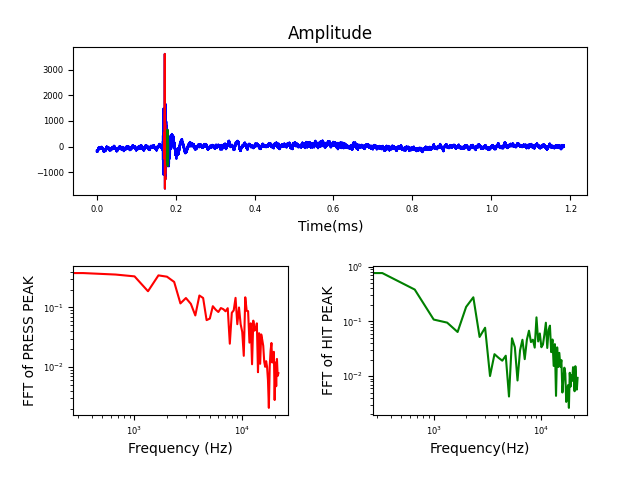 Amplitude
3000
2000
1000
0
−1000
0.0 0.2 0.4 0.6 0.8 1.0 1.2
Time(ms)
FFT of PRESS PEAK
10⁻¹
10⁻²
10³ 10⁴
Frequency (Hz)
FFT of HIT PEAK
10⁰
10⁻¹
10⁻²
10³ 10⁴
Frequency(Hz)